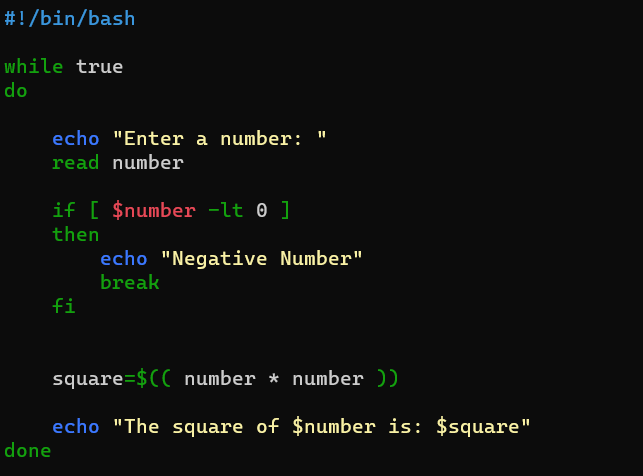 #!/bin/bash
while true
do
echo "Enter a number: "
read number
if [ $number -lt 0 ]
then
echo "Negative Number"
break
fi
square=$(( number * number ))
echo "The square of $number is: $square"
done